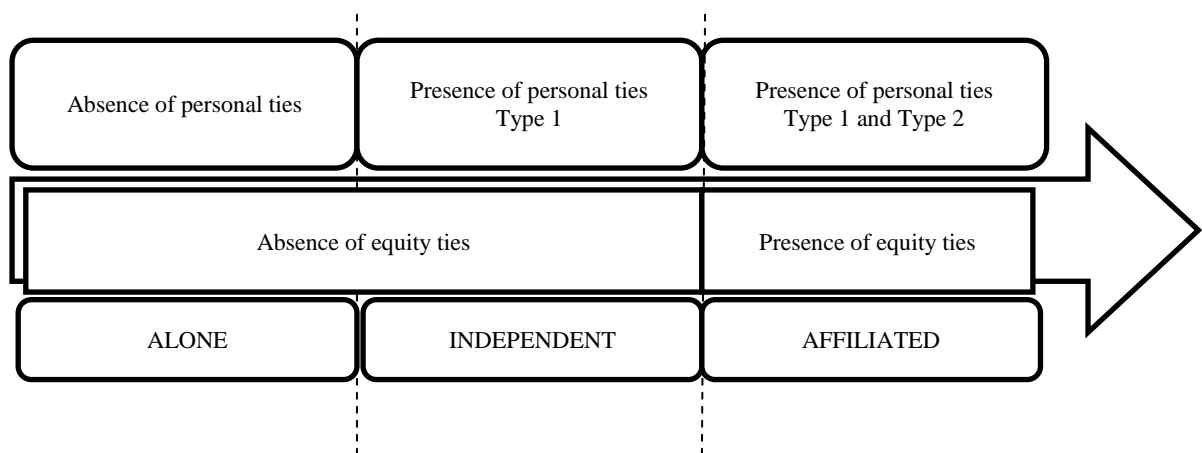 Absence of personal ties
Presence of personal ties
Type 1
Presence of personal ties
Type 1 and Type 2
Absence of equity ties
Presence of equity ties
ALONE
INDEPENDENT
AFFILIATED